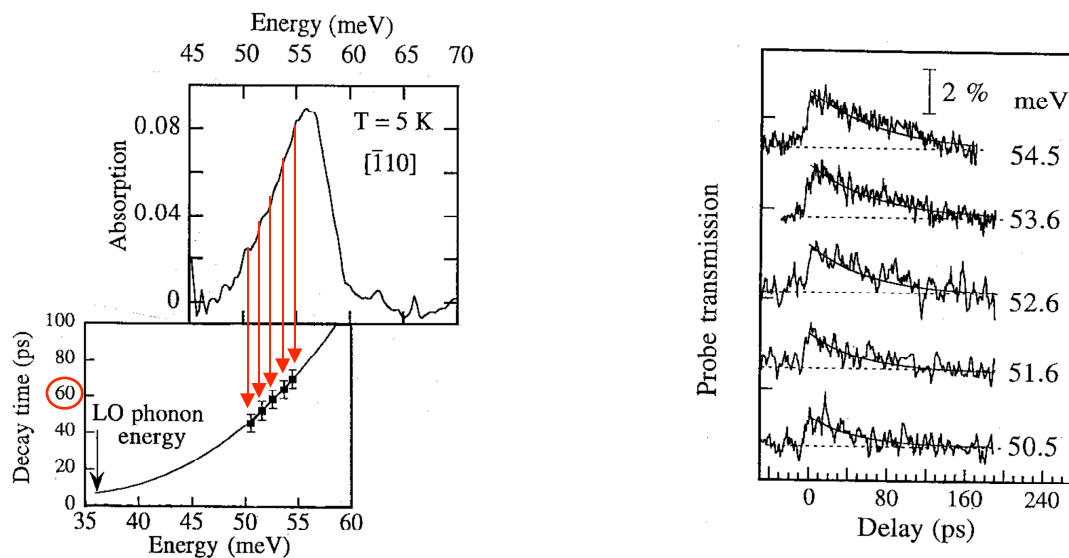 Energy (meV)
45 50 55 60 65 70
0.08
0.04
0
Absorption
T = 5 K
[1̄10]
100
80
60
40
20
0
Decay time (ps)
LO phonon
energy
35 40 45 50 55 60
Energy (meV)
2 %
meV
54.5
53.6
52.6
51.6
50.5
Probe transmission
0 80 160 240
Delay (ps)